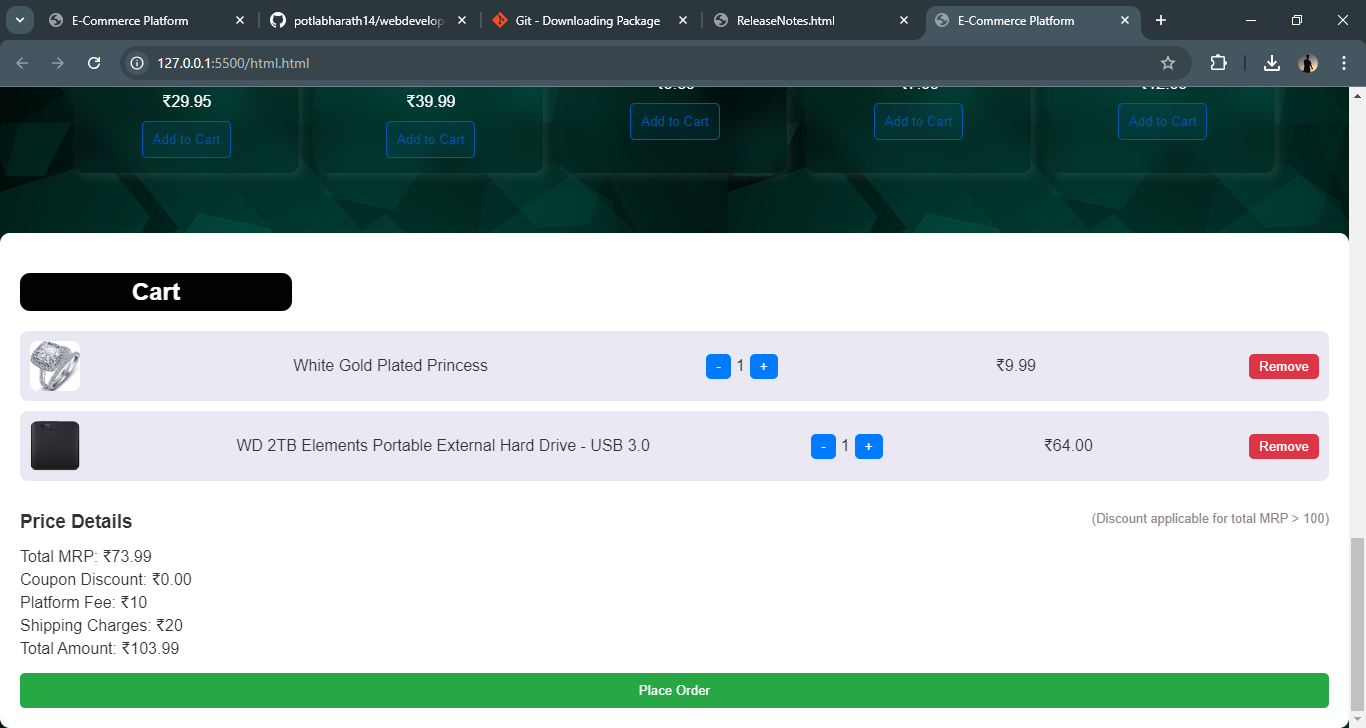 E-Commerce Platform
potlabharath14/webdevelop
Git - Downloading Package
ReleaseNotes.html
E-Commerce Platform
127.0.0.1:5500/html.html
₹29.95
₹39.99
Add to Cart
Add to Cart
Add to Cart
Add to Cart
Add to Cart
Cart
White Gold Plated Princess - 1 + ₹9.99 Remove
WD 2TB Elements Portable External Hard Drive - USB 3.0 - 1 + ₹64.00 Remove
Price Details
(Discount applicable for total MRP > 100)
Total MRP: ₹73.99
Coupon Discount: ₹0.00
Platform Fee: ₹10
Shipping Charges: ₹20
Total Amount: ₹103.99
Place Order